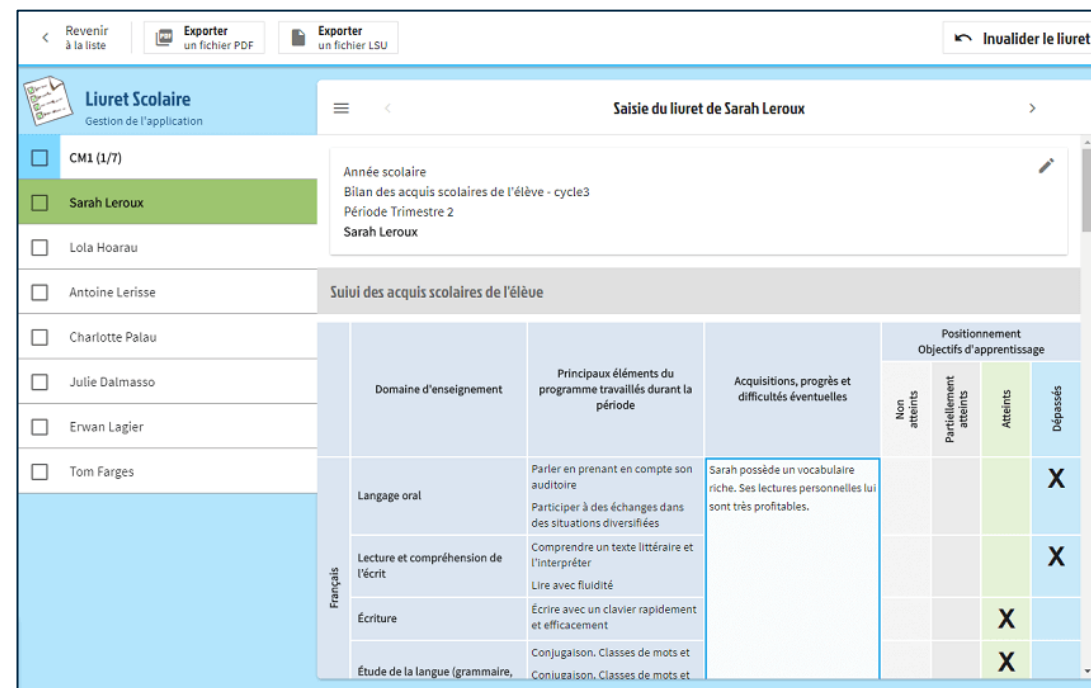 Revenir
à la liste
PDF
Exporter
un fichier PDF
Exporter
un fichier LSU
Invalider le livret
Livret Scolaire
Gestion de l'application
Saisie du livret de Sarah Leroux
CM1 (1/7)
Sarah Leroux
Lola Hoarau
Antoine Lerisse
Charlotte Palau
Julie Dalmasso
Erwan Lagier
Tom Farges
Année scolaire
Bilan des acquis scolaires de l'élève - cycle3
Période Trimestre 2
Sarah Leroux
Suivi des acquis scolaires de l'élève
Domaine d'enseignement
Principaux éléments du
programme travaillés durant la
période
Acquisitions, progrès et
difficultés éventuelles
Positionnement
Objectifs d'apprentissage
Non
atteints
Partiellement
atteints
Atteints
Dépassés
Français
Langage oral
Parler en prenant en compte son
auditoire
Participer à des échanges dans
des situations diversifiées
Sarah possède un vocabulaire
riche. Ses lectures personnelles lui
sont très profitables.
X
Lecture et compréhension de
l'écrit
Comprendre un texte littéraire et
l'interpréter
Lire avec fluidité
X
Écriture
Écrire avec un clavier rapidement
et efficacement
X
Étude de la langue (grammaire,
Conjugaison. Classes de mots et
Conjugaison. Classes de mots et
X